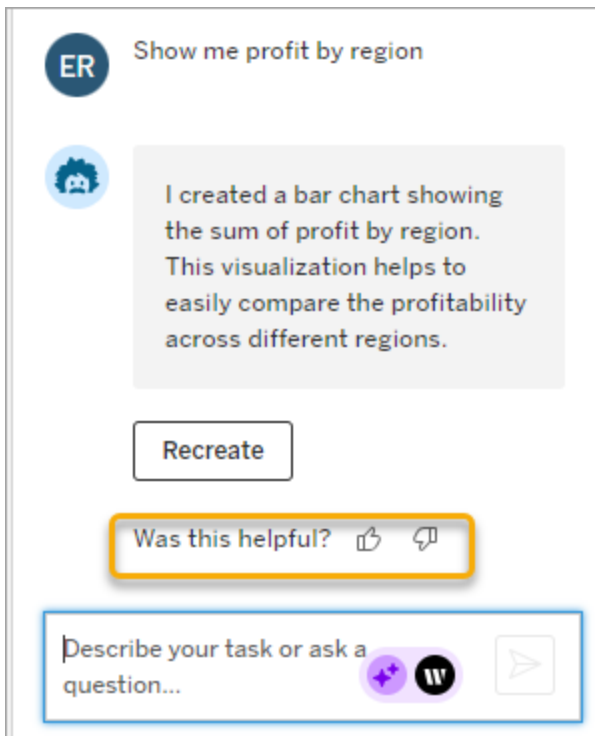 ER
Show me profit by region
I created a bar chart showing
the sum of profit by region.
This visualization helps to
easily compare the profitability
across different regions.
Recreate
Was this helpful?
Describe your task or ask a
question...
W